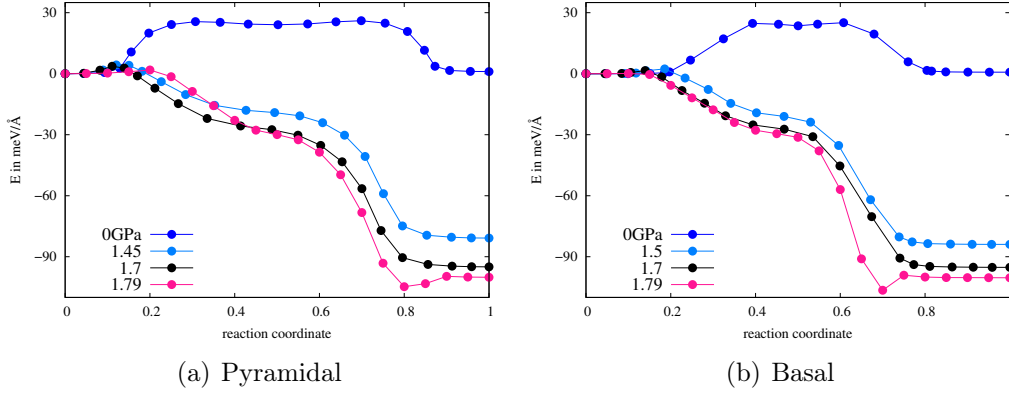 30
0
−30
−60
−90
E in meV/Å
0GPa
1.45
1.7
1.79
0 0.2 0.4 0.6 0.8 1
reaction coordinate
(a) Pyramidal
30
0
−30
−60
−90
E in meV/Å
0GPa
1.5
1.7
1.79
0 0.2 0.4 0.6 0.8
reaction coordinate
(b) Basal